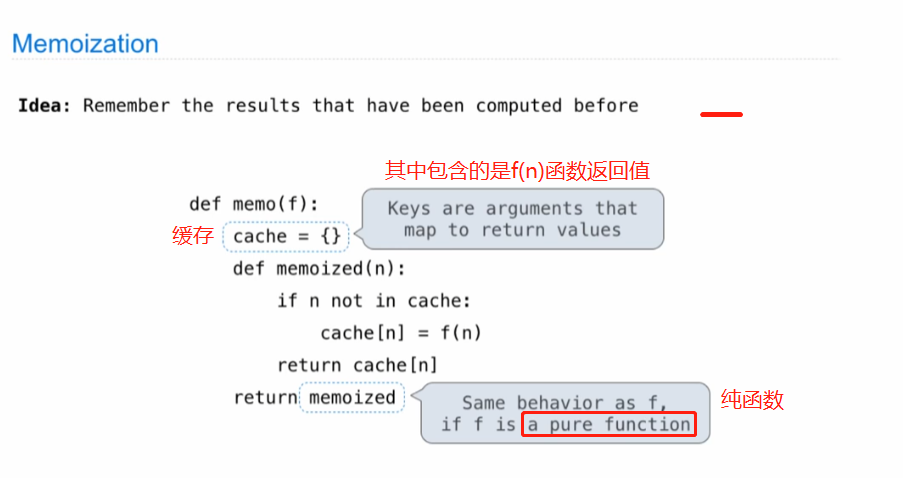 Memoization
Idea: Remember the results that have been computed before
其中包含的是f(n)函数返回值
Keys are arguments that
map to return values
def memo(f):
缓存
cache = {}
def memoized(n):
if n not in cache:
cache[n] = f(n)
return cache[n]
return memoized
Same behavior as f,
if f is a pure function
纯函数